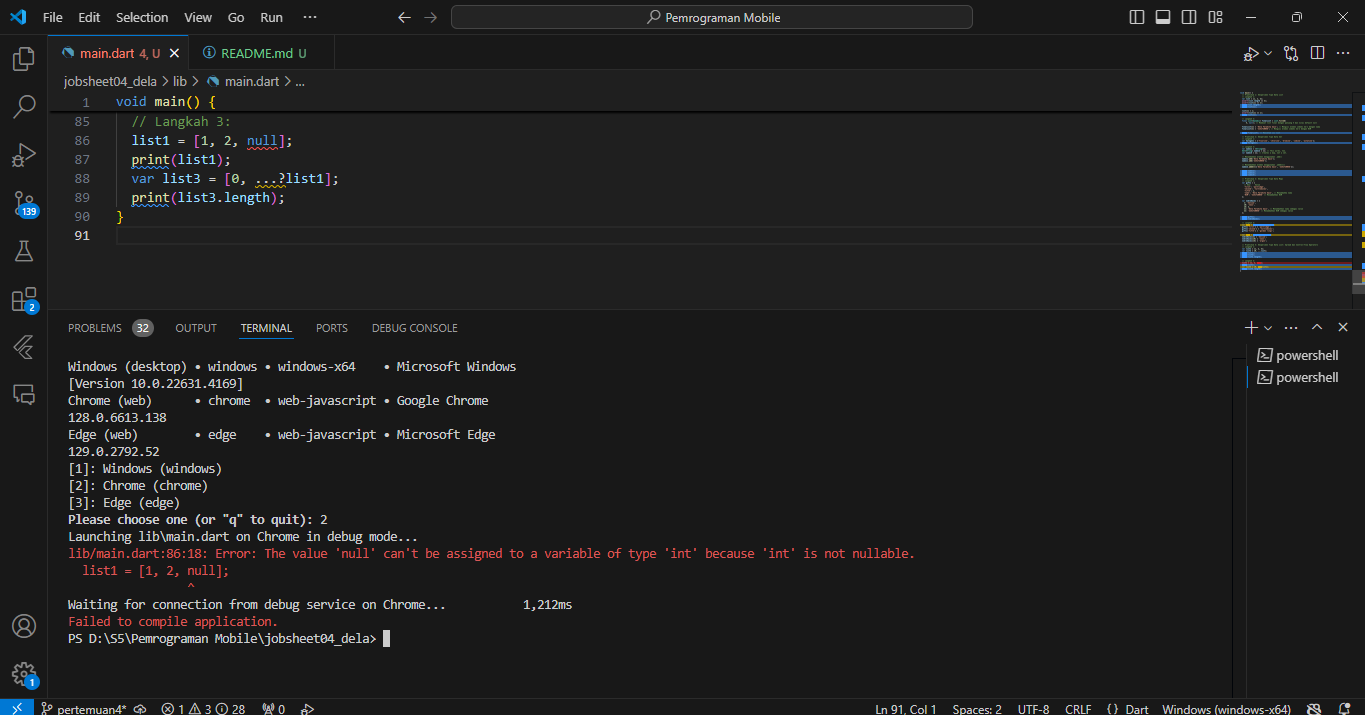 File Edit Selection View Go Run ··· Pemrograman Mobile
main.dart 4, U README.md U
jobsheet04_dela > lib > main.dart > ...
1 void main() {
85 // Langkah 3:
86 list1 = [1, 2, null];
87 print(list1);
88 var list3 = [0, ...?list1];
89 print(list3.length);
90 }
91
139
2
PROBLEMS 32 OUTPUT TERMINAL PORTS DEBUG CONSOLE
powershell
powershell
Windows (desktop) • windows • windows-x64 • Microsoft Windows
[Version 10.0.22631.4169]
Chrome (web) • chrome • web-javascript • Google Chrome
128.0.6613.138
Edge (web) • edge • web-javascript • Microsoft Edge
129.0.2792.52
[1]: Windows (windows)
[2]: Chrome (chrome)
[3]: Edge (edge)
Please choose one (or "q" to quit): 2
Launching lib\main.dart on Chrome in debug mode...
lib/main.dart:86:18: Error: The value 'null' can't be assigned to a variable of type 'int' because 'int' is not nullable.
list1 = [1, 2, null];
^
Waiting for connection from debug service on Chrome... 1,212ms
Failed to compile application.
PS D:\S5\Pemrograman Mobile\jobsheet04_dela>
1
pertemuan4* 1 3 28 0 Ln 91, Col 1 Spaces: 2 UTF-8 CRLF {} Dart Windows (windows-x64)